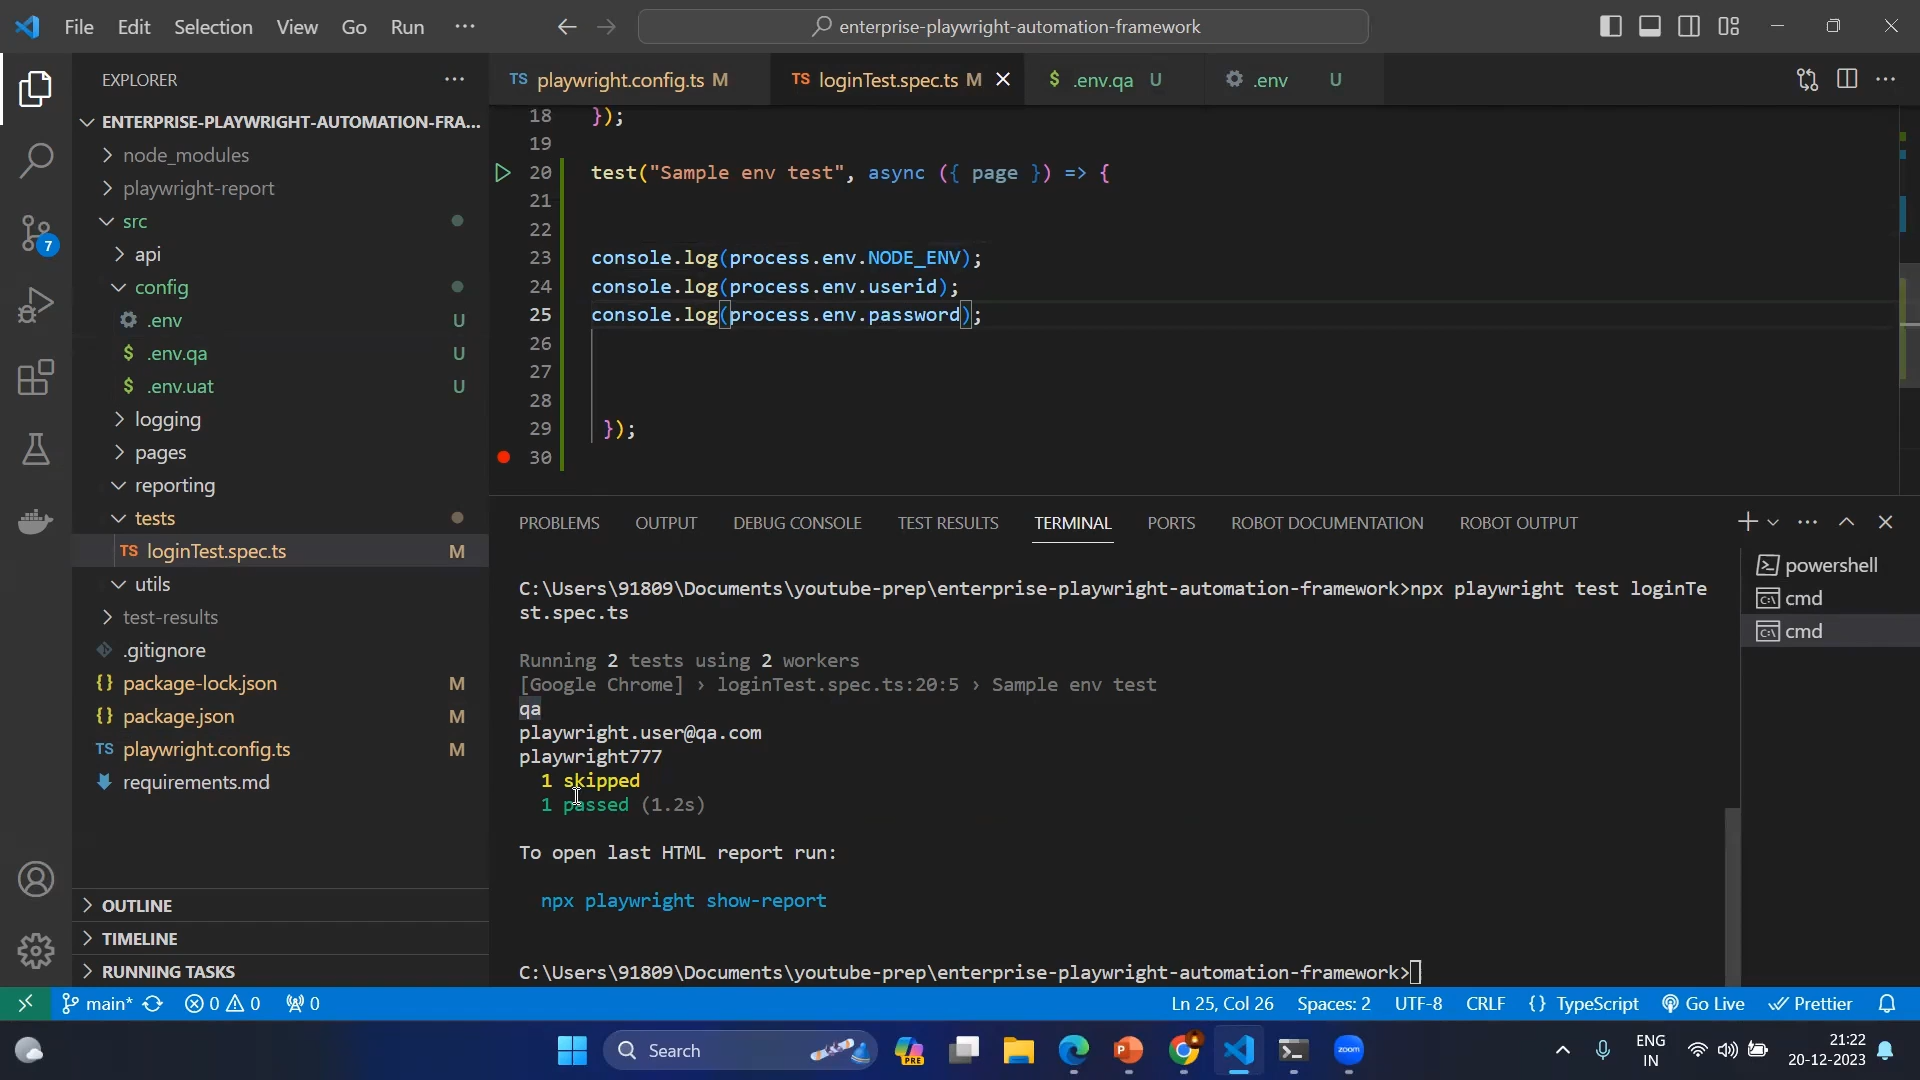 File Edit Selection View Go Run ···
enterprise-playwright-automation-framework
EXPLORER ···
TS playwright.config.ts M
TS loginTest.spec.ts M
$ .env.qa U
.env U
ENTERPRISE-PLAYWRIGHT-AUTOMATION-FRA...
node_modules
playwright-report
src
api
config
.env U
$ .env.qa U
$ .env.uat U
logging
pages
reporting
tests
TS loginTest.spec.ts M
utils
test-results
.gitignore
{} package-lock.json M
{} package.json M
TS playwright.config.ts M
requirements.md
OUTLINE
TIMELINE
RUNNING TASKS
7
18 });
19
20 test("Sample env test", async ({ page }) => {
21
22
23 console.log(process.env.NODE_ENV);
24 console.log(process.env.userid);
25 console.log(process.env.password);
26
27
28
29 });
30
PROBLEMS OUTPUT DEBUG CONSOLE TEST RESULTS TERMINAL PORTS ROBOT DOCUMENTATION ROBOT OUTPUT
C:\Users\91809\Documents\youtube-prep\enterprise-playwright-automation-framework>npx playwright test loginTe
st.spec.ts
Running 2 tests using 2 workers
[Google Chrome] › loginTest.spec.ts:20:5 › Sample env test
qa
playwright.user@qa.com
playwright777
1 skipped
1 passed (1.2s)
To open last HTML report run:
npx playwright show-report
C:\Users\91809\Documents\youtube-prep\enterprise-playwright-automation-framework>
powershell
cmd
cmd
main* 0 0 0
Ln 25, Col 26 Spaces: 2 UTF-8 CRLF {} TypeScript Go Live Prettier
Search
PRE
zoom
ENG
IN
21:22
20-12-2023